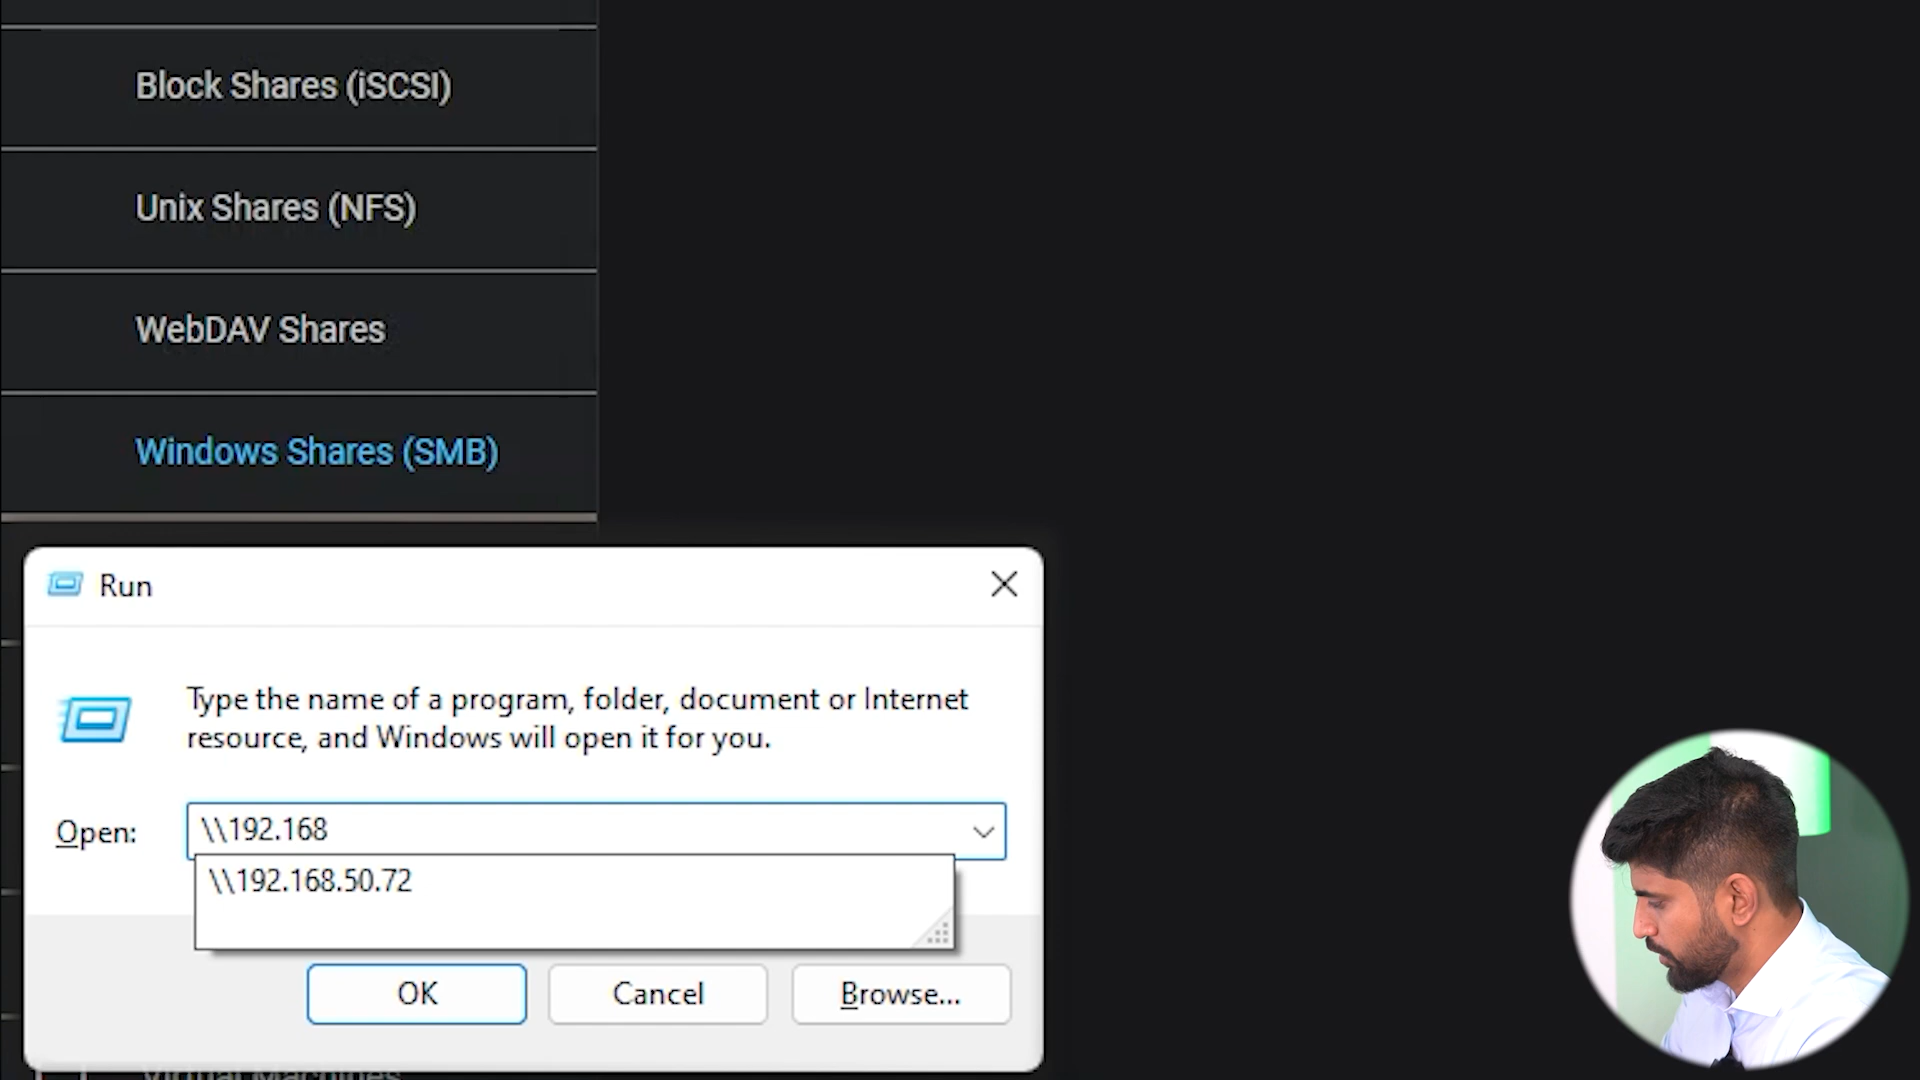 Block Shares (iSCSI)
Unix Shares (NFS)
WebDAV Shares
Windows Shares (SMB)
Run
Type the name of a program, folder, document or Internet
resource, and Windows will open it for you.
Open:
\\192.168
\\192.168.50.72
OK
Cancel
Browse...
Virtual Machines